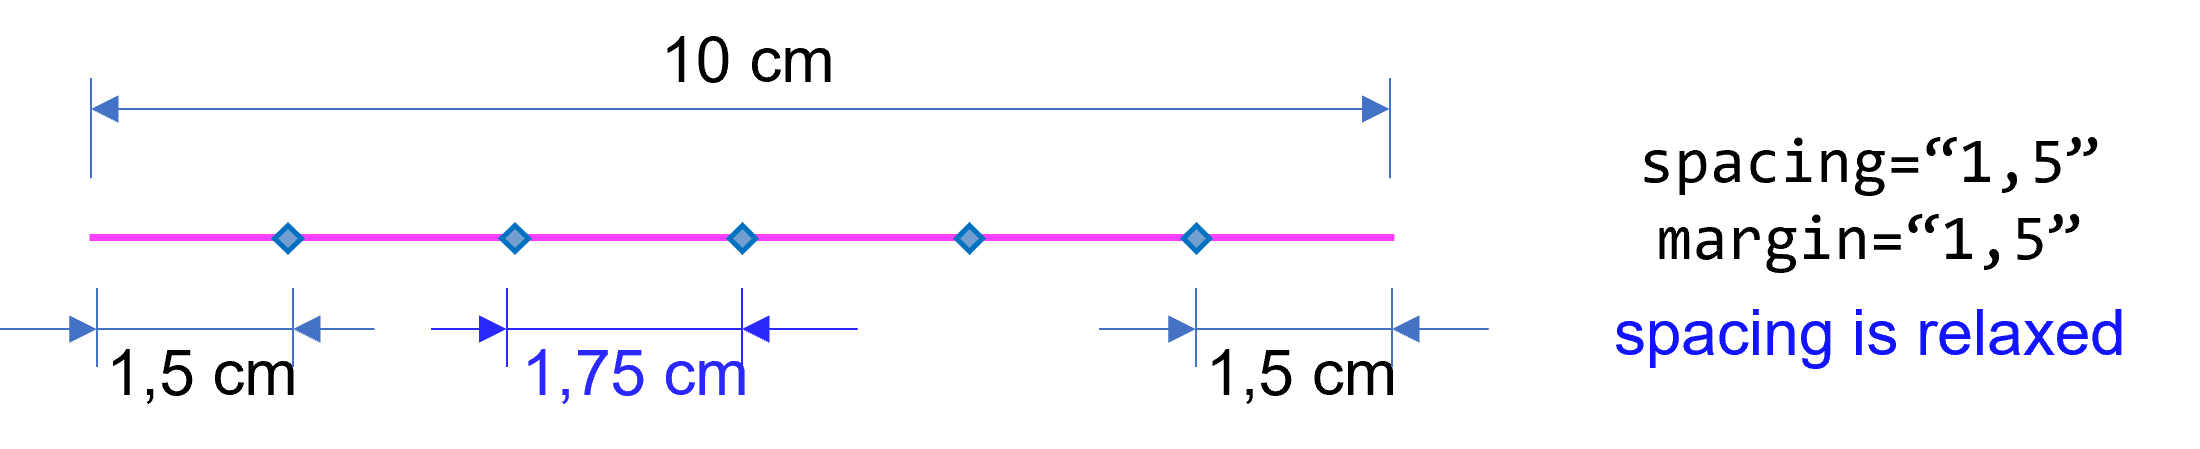 10 cm
spacing=“1,5”
margin=“1,5”
spacing is relaxed
1,5 cm
1,75 cm
1,5 cm